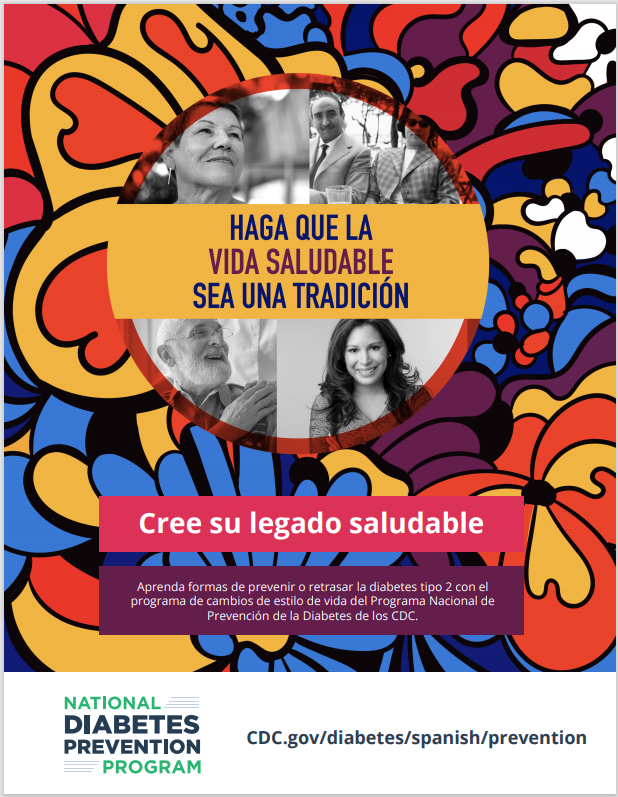 HAGA QUE LA
VIDA SALUDABLE
SEA UNA TRADICIÓN
Cree su legado saludable
Aprenda formas de prevenir o retrasar la diabetes tipo 2 con el
programa de cambios de estilo de vida del Programa Nacional de
Prevención de la Diabetes de los CDC.
NATIONAL
DIABETES
PREVENTION
PROGRAM
CDC.gov/diabetes/spanish/prevention